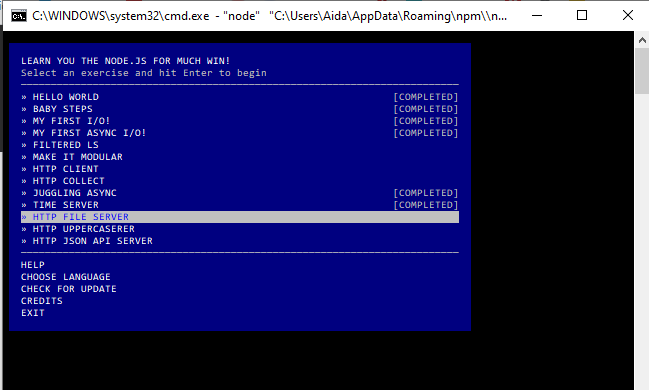 C:\WINDOWS\system32\cmd.exe - "node" "C:\Users\Aida\AppData\Roaming\npm\\n...
LEARN YOU THE NODE.JS FOR MUCH WIN!
Select an exercise and hit Enter to begin
» HELLO WORLD [COMPLETED]
» BABY STEPS [COMPLETED]
» MY FIRST I/O! [COMPLETED]
» MY FIRST ASYNC I/O! [COMPLETED]
» FILTERED LS
» MAKE IT MODULAR
» HTTP CLIENT
» HTTP COLLECT
» JUGGLING ASYNC [COMPLETED]
» TIME SERVER [COMPLETED]
» HTTP FILE SERVER
» HTTP UPPERCASERER
» HTTP JSON API SERVER
HELP
CHOOSE LANGUAGE
CHECK FOR UPDATE
CREDITS
EXIT